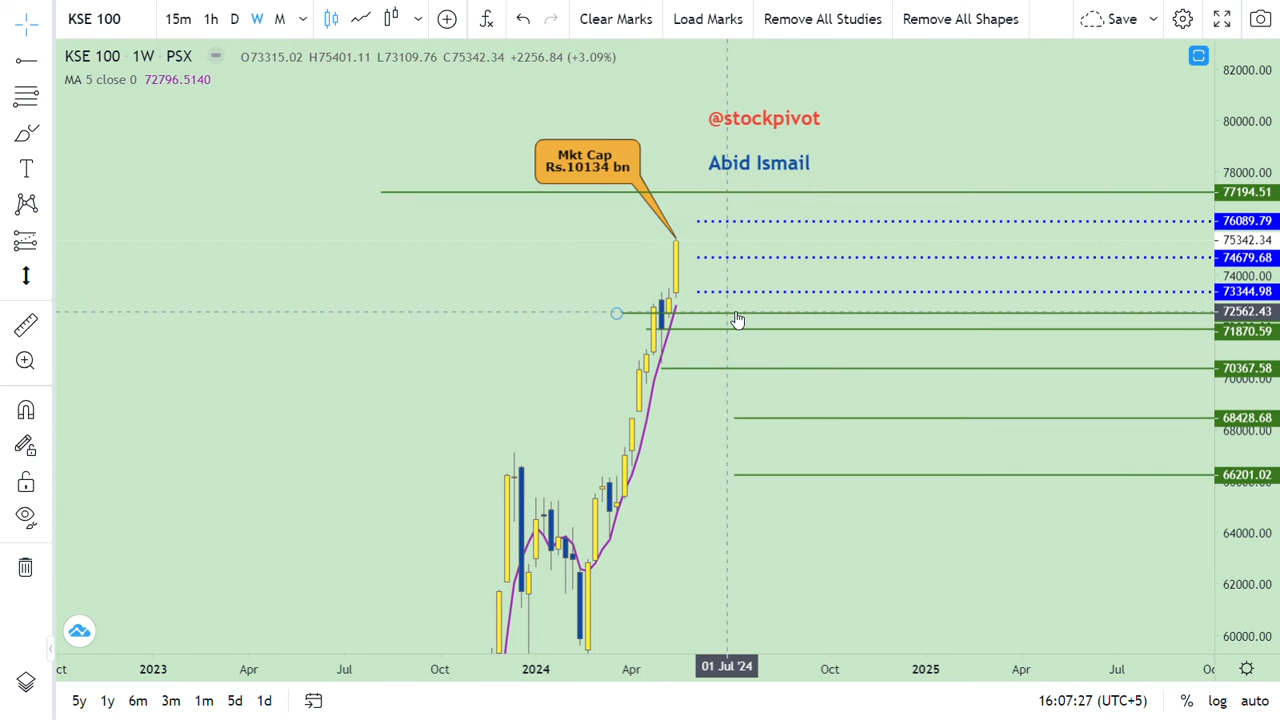 KSE 100 15m 1h D W M Clear Marks Load Marks Remove All Studies Remove All Shapes Save
KSE 100 1W PSX O73315.02 H75401.11 L73109.76 C75342.34 +2256.84 (+3.09%)
MA 5 close 0 72796.5140
82000.00
@stockpivot
80000.00
Mkt Cap
Rs.10134 bn
Abid Ismail
78000.00
77194.51
76089.79
75342.34
74679.68
74000.00
73344.98
72562.43
71870.59
70367.58
70000.00
68428.68
68000.00
66201.02
64000.00
62000.00
60000.00
2023 Apr Jul Oct 2024 Apr 01 Jul '24 Oct 2025 Apr Jul
5y 1y 6m 3m 1m 5d 1d 16:07:27 (UTC+5) % log auto